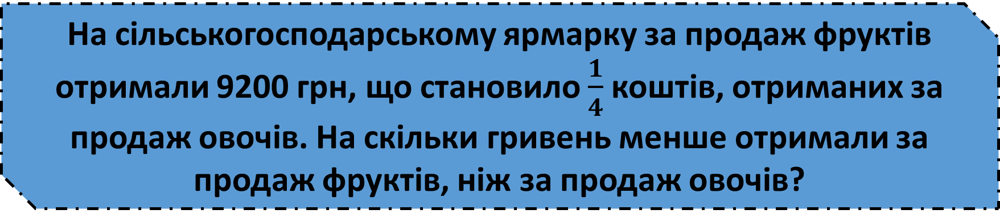 На сільськогосподарському ярмарку за продаж фруктів
отримали 9200 грн, що становило 1/4 коштів, отриманих за
продаж овочів. На скільки гривень менше отримали за
продаж фруктів, ніж за продаж овочів?